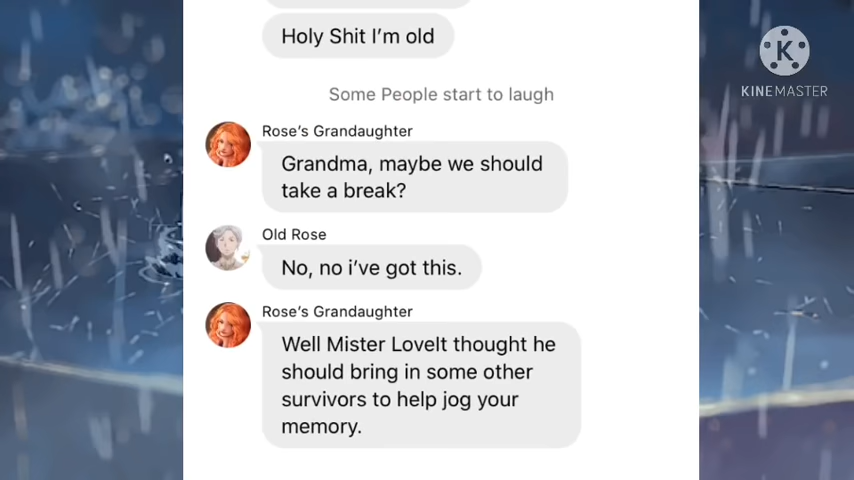 Holy Shit I'm old
K
KINEMASTER
Some People start to laugh
Rose's Grandaughter
Grandma, maybe we should
take a break?
Old Rose
No, no i've got this.
Rose's Grandaughter
Well Mister LoveIt thought he
should bring in some other
survivors to help jog your
memory.